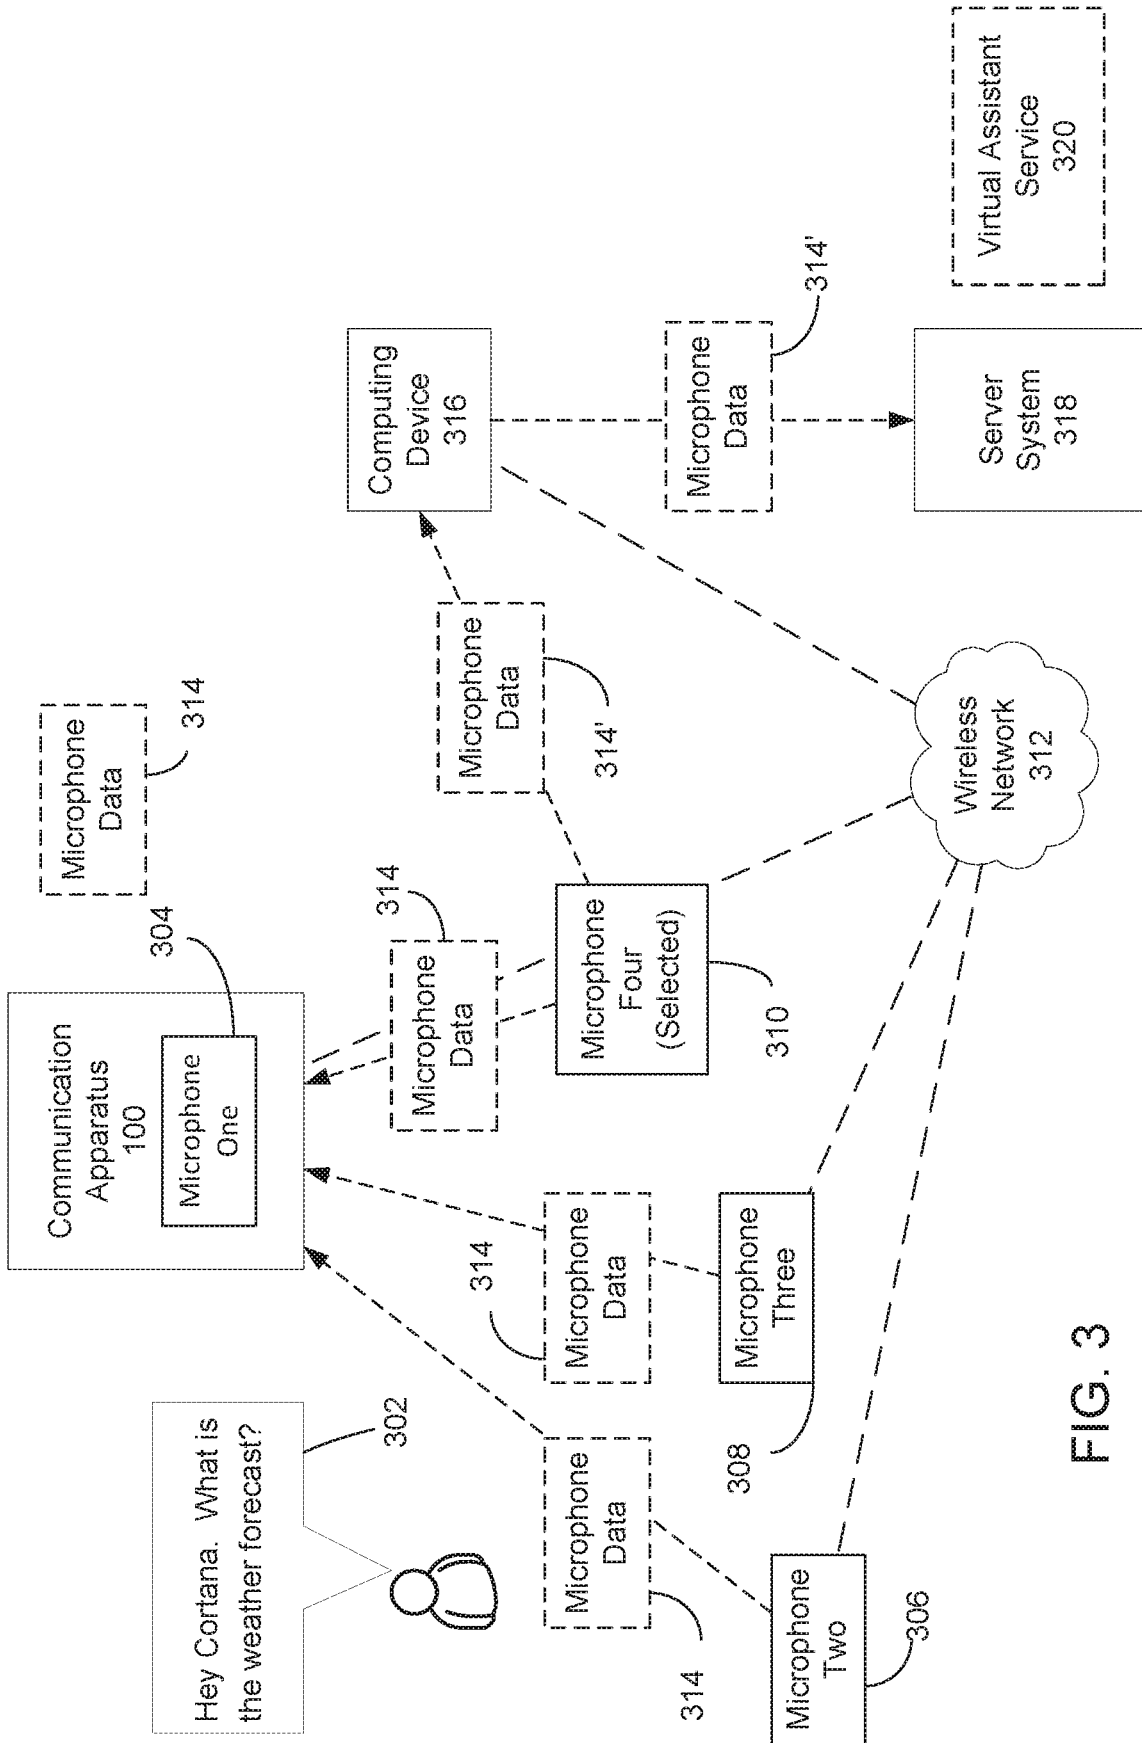 Hey Cortana.  What is
the weather forecast?
302
Communication
Apparatus
100
Microphone
One
304
Microphone
Data
314
Microphone
Data
314
Microphone
Data
314
Microphone
Data
314
Microphone
Two
306
Microphone
Three
308
Microphone
Four
(Selected)
310
Microphone
Data
314'
Computing
Device
316
Microphone
Data
314'
Wireless
Network
312
Server
System
318
Virtual Assistant
Service
320
FIG. 3